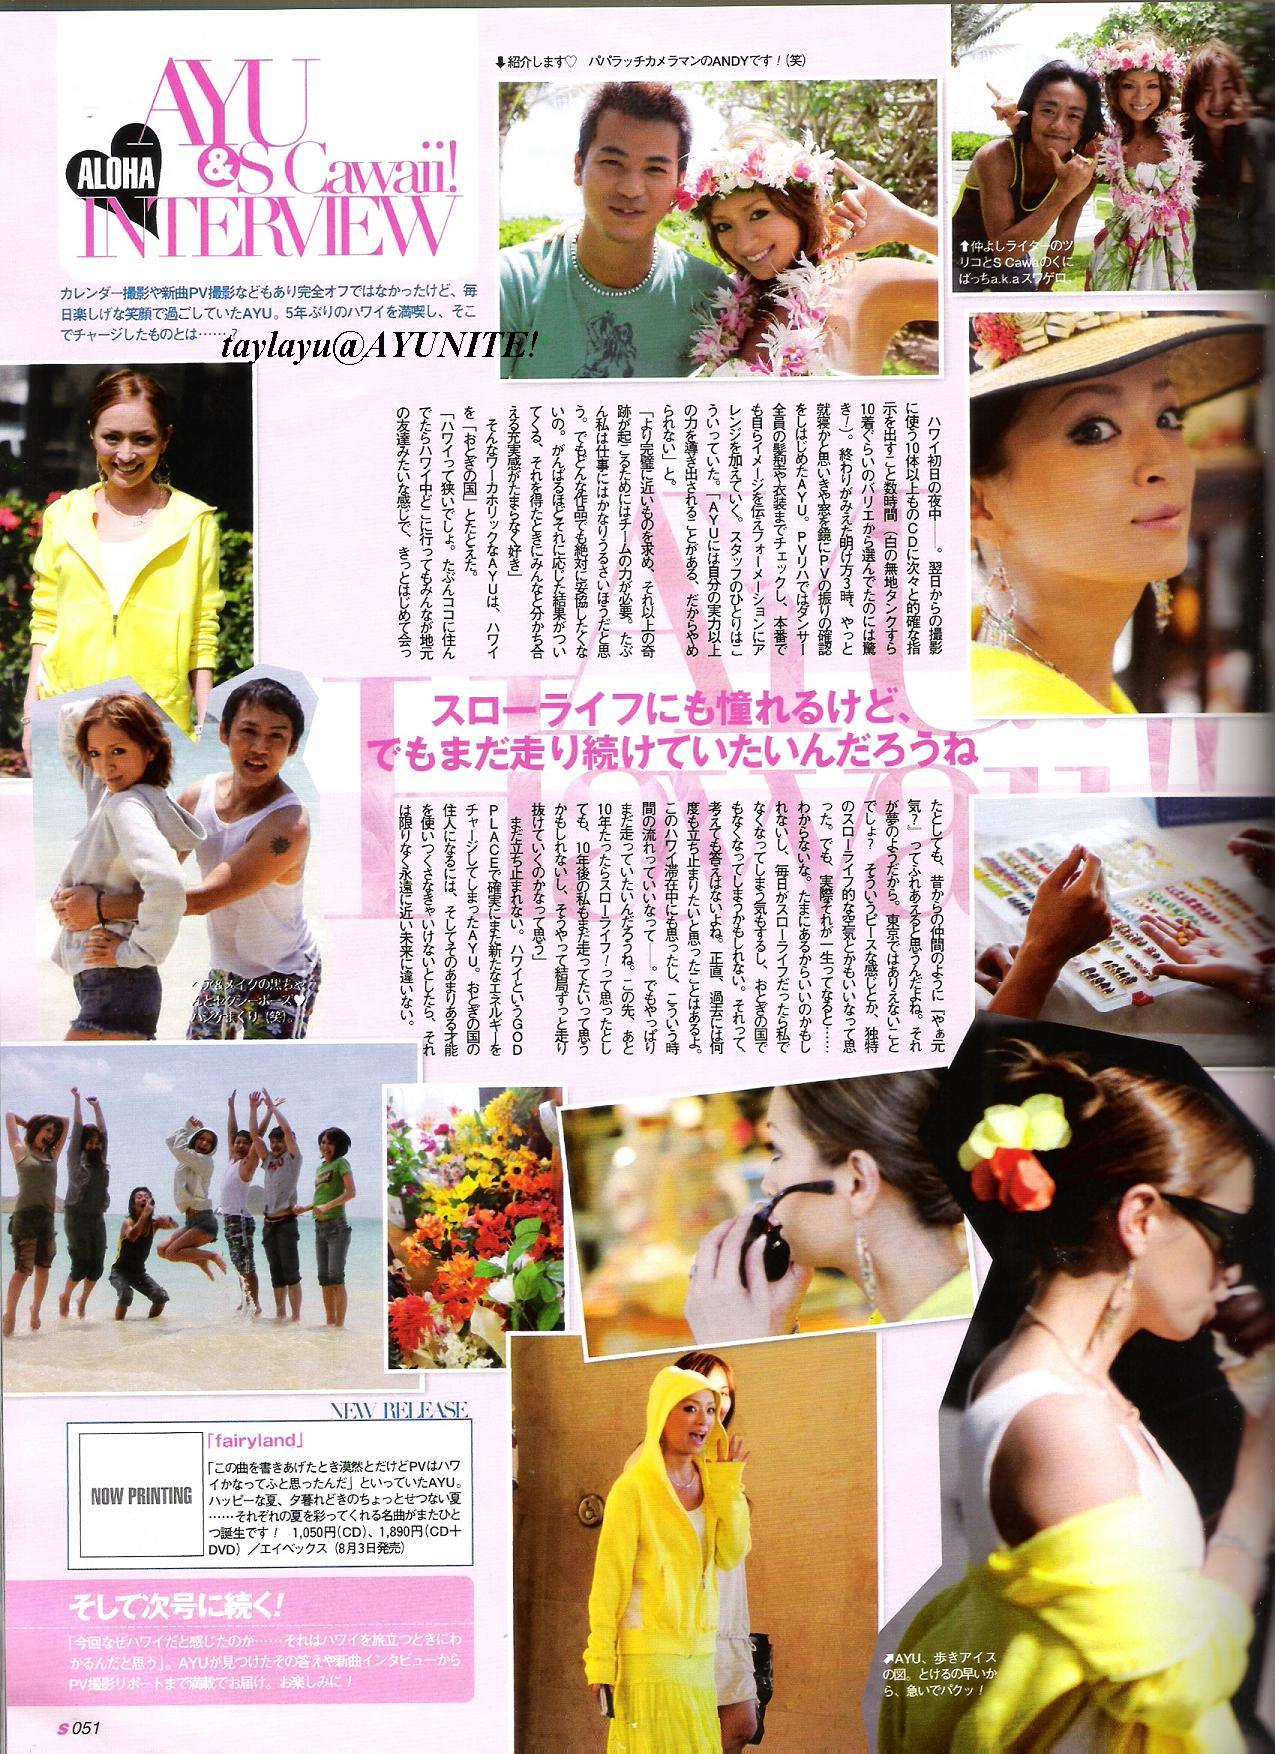 AYU
ALOHA
&S Cawaii!
INTERVIEW
カレンダー撮影や新曲PV撮影などもあり完全オフではなかったけど、毎
日楽しげな笑顔で過ごしていたAYU。5年ぶりのハワイを満喫し、そこ
でチャージしたものとは……?
taylayu@AYUNITE!
⬇紹介します♡ パパラッチカメラマンのANDYです!(笑)
⬆仲よしライターのツ
リコとS Cawaのくに
ぱっちa.k.aスワゲロ。
ハワイ初日の夜中――。翌日からの撮影
に使う10体以上ものCDに次々と的確な指
示を出すこと数時間(白の無地タンクすら
10着ぐらいのバリエから選んでたのには驚
き!)。終わりがみえた明け方3時、やっと
就寝かと思いきや窓を鏡にPVの振りの確認
をしはじめたAYU。PVリハではダンサー
全員の髪型や衣装までチェックし、本番で
も自らイメージを伝えフォーメーションにア
レンジを加えていく。スタッフのひとりはこ
ういっていた。「AYUには自分の実力以上
の力を導き出されることがある、だからやめ
られない」と。
「より完璧に近いものを求め、それ以上の奇
跡が起こるためにはチームの力が必要。たぶ
ん私は仕事にはかなりうるさいほうだと思
う。でもどんな作品でも絶対に妥協したくな
いの。がんばるほどそれに応じた結果がつい
てくる、それを得たときにみんなと分かち合
える充実感がたまらなく好き」
そんなワーカホリックなAYUは、ハワイ
を「おとぎの国」とたとえた。
「ハワイって狭いでしょ。たぶんココに住ん
でたらハワイ中どこに行ってもみんなが地元
の友達みたいな感じで、きっとはじめて会っ
スローライフにも憧れるけど、
でもまだ走り続けていたいんだろうね
AYU
Hawaii
たとしても、昔からの仲間のように『やぁ元
気?』ってふれあえると思うんだよね。それ
が夢のようだから。東京ではありえないこと
でしょ? そういうピースな感じとか、独特
のスローライフ的な空気とかもいいなって思
った。でも、実際それが一生ってなると……
わからないな。たまにあるからいいのかもし
れないし、毎日がスローライフだったら私で
なくなってしまう気もするし、おとぎの国で
もなくなってしまうかもしれない。それって、
考えても答えはないよね。正直、過去には何
度も立ち止まりたいと思ったことはあるよ。
このハワイ滞在中にも思ったし、こういう時
間の流れっていいなって――。でもやっぱり
まだ走っていたいんだろうね。この先、あと
10年たったらスローライフ!って思ったとし
ても、10年後の私もまだ走ってたいって思う
かもしれないし、そうやって結局ずっと走り
抜けていくのかなって思う」
まだ立ち止まれない。ハワイというGOD
PLACEで確実にまた新たなエネルギーを
チャージしてしまったAYU。おとぎの国の
住人になるには、そしてそのあまりある才能
を使いつくさなきゃいけないとしたら、それ
は限りなく永遠に近い未来に違いない。
ヘア&メイクの黒ちゃ
んとセクシーポーズ♥
ハジケまくり(笑)。
NEW RELEASE
NOW PRINTING
「fairyland」
「この曲を書きあげたとき漠然とだけどPVはハワ
イかなってふと思ったんだ」といっていたAYU。
ハッピーな夏、夕暮れどきのちょっとせつない夏
……それぞれの夏を彩ってくれる名曲がまたひと
つ誕生です! 1,050円(CD)、1,890円(CD+
DVD)/エイベックス(8月3日発売)
そして次号に続く!
「今回なぜハワイだと感じたのか……それはハワイを旅立つときにわ
かるんだと思う」。AYUが見つけたその答えや新曲インタビューから
PV撮影リポートまで満載でお届け。お楽しみに!
↗AYU、歩きアイス
の図。とけるの早いか
ら、急いでパクッ!
S 051